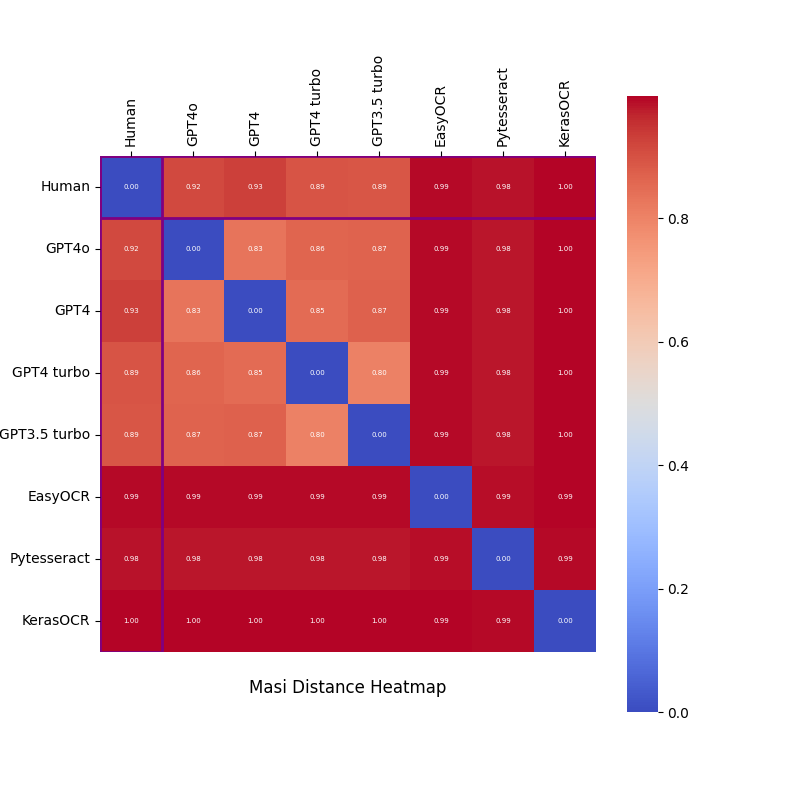 Human GPT4o GPT4 GPT4 turbo GPT3.5 turbo EasyOCR Pytesseract KerasOCR
Human 0.00 0.92 0.93 0.89 0.89 0.99 0.98 1.00
GPT4o 0.92 0.00 0.83 0.86 0.87 0.99 0.98 1.00
GPT4 0.93 0.83 0.00 0.85 0.87 0.99 0.98 1.00
GPT4 turbo 0.89 0.86 0.85 0.00 0.80 0.99 0.98 1.00
GPT3.5 turbo 0.89 0.87 0.87 0.80 0.00 0.99 0.98 1.00
EasyOCR 0.99 0.99 0.99 0.99 0.99 0.00 0.99 0.99
Pytesseract 0.98 0.98 0.98 0.98 0.98 0.99 0.00 0.99
KerasOCR 1.00 1.00 1.00 1.00 1.00 0.99 0.99 0.00
Masi Distance Heatmap
0.8
0.6
0.4
0.2
0.0